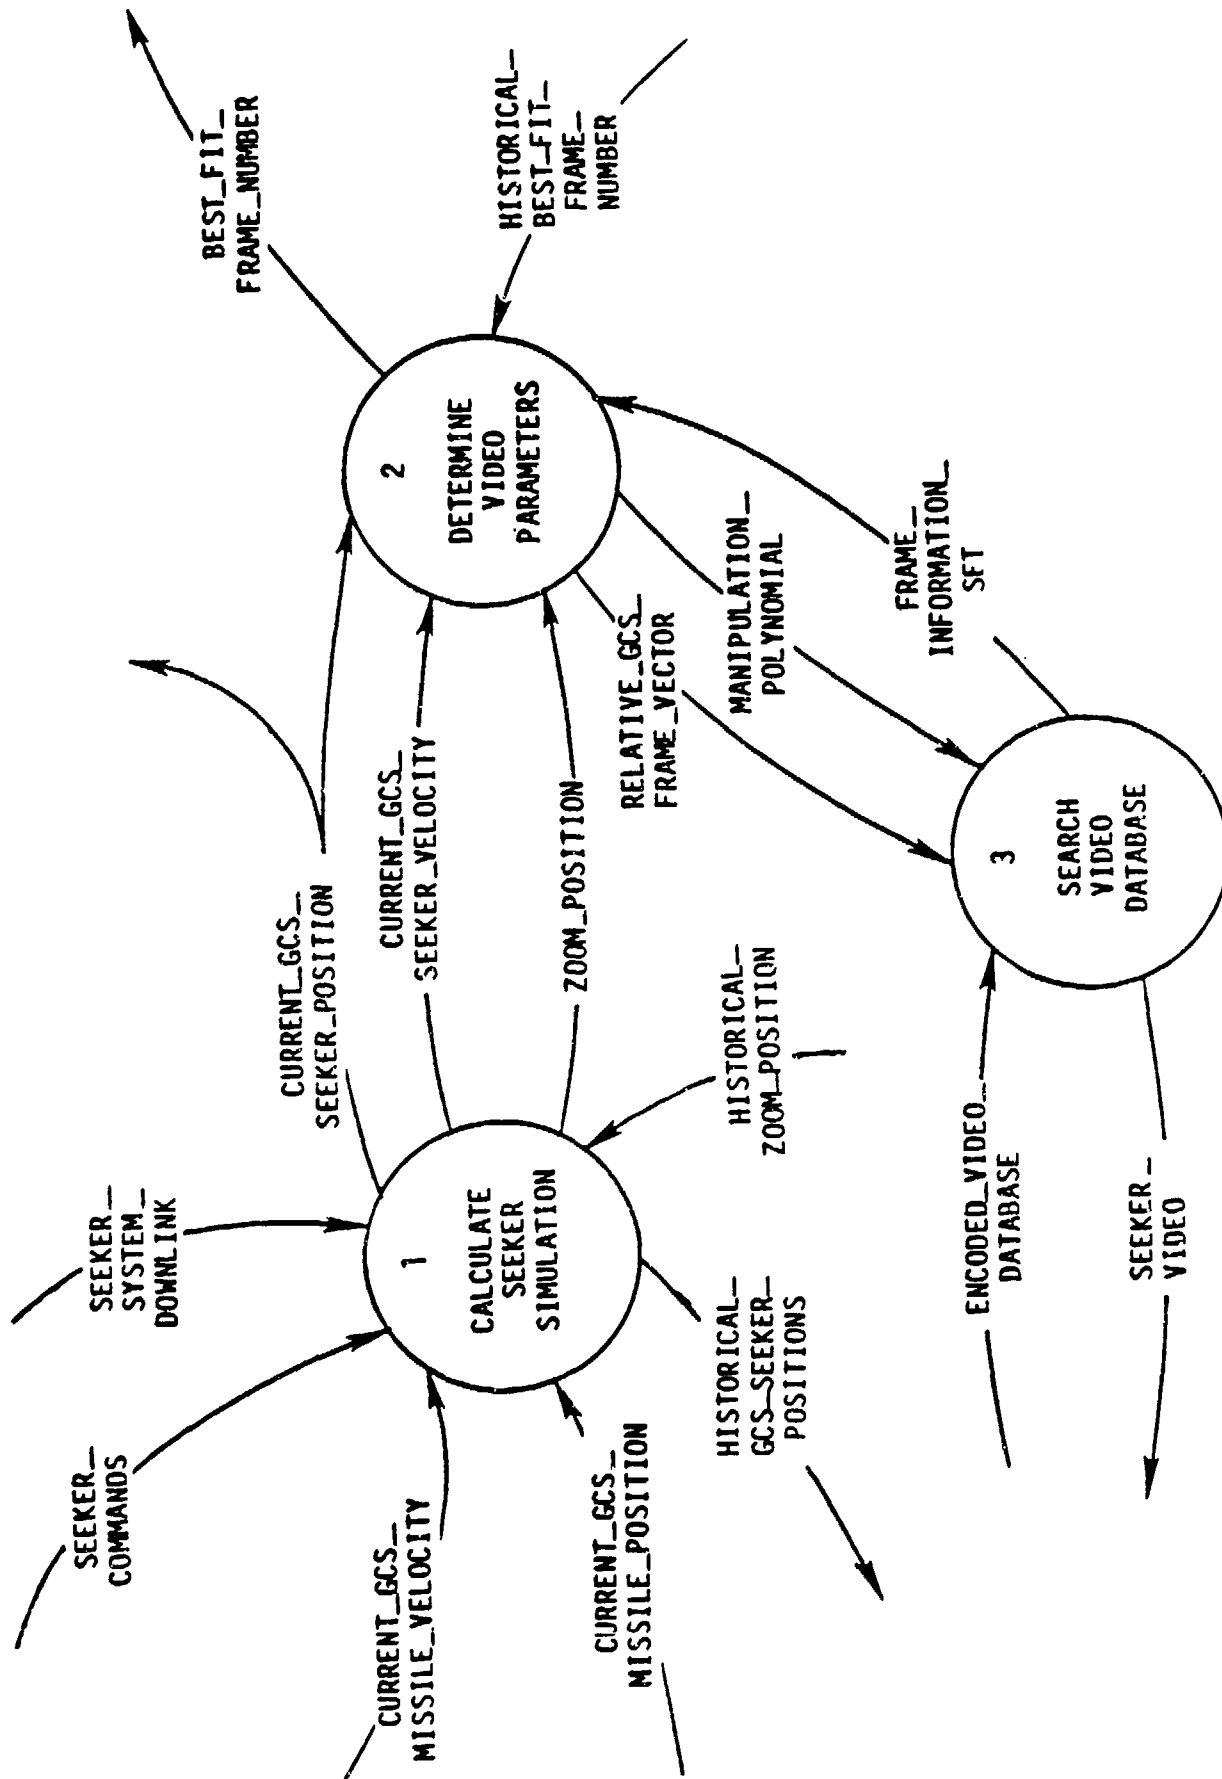 SEEKER_
COMMANDS
SEEKER_
SYSTEM_
DOWNLINK
CURRENT_GCS_
MISSILE_VELOCITY
CURRENT_GCS_
MISSILE_POSITION
1
CALCULATE
SEEKER
SIMULATION
HISTORICAL_
GCS_SEEKER_
POSITIONS
HISTORICAL_
ZOOM_POSITION
CURRENT_GCS_
SEEKER_POSITION
CURRENT_GCS_
SEEKER_VELOCITY
ZOOM_POSITION
BEST_FIT_
FRAME_NUMBER
2
DETERMINE
VIDEO
PARAMETERS
HISTORICAL_
BEST_FIT_
FRAME_
NUMBER
RELATIVE_GCS_
FRAME_VECTOR
MANIPULATION_
POLYNOMIAL
FRAME_
INFORMATION_
SET
ENCODED_VIDEO_
DATABASE
3
SEARCH
VIDEO
DATABASE
SEEKER_
VIDEO